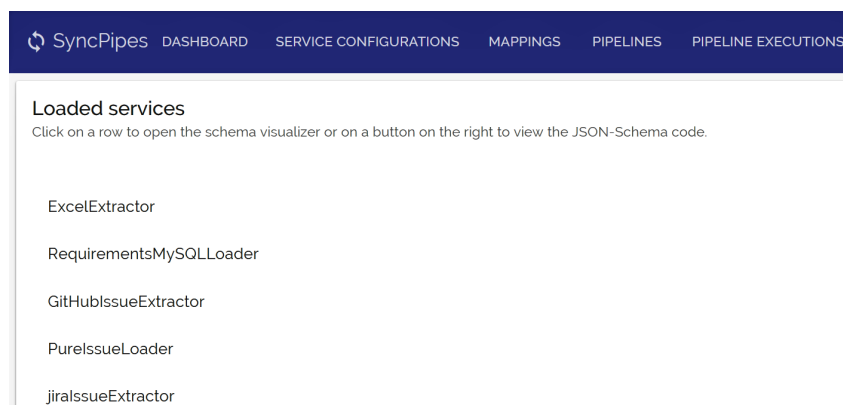 SyncPipes DASHBOARD SERVICE CONFIGURATIONS MAPPINGS PIPELINES PIPELINE EXECUTIONS
Loaded services
Click on a row to open the schema visualizer or on a button on the right to view the JSON-Schema code.
ExcelExtractor
RequirementsMySQLLoader
GitHubIssueExtractor
PureIssueLoader
jiraIssueExtractor